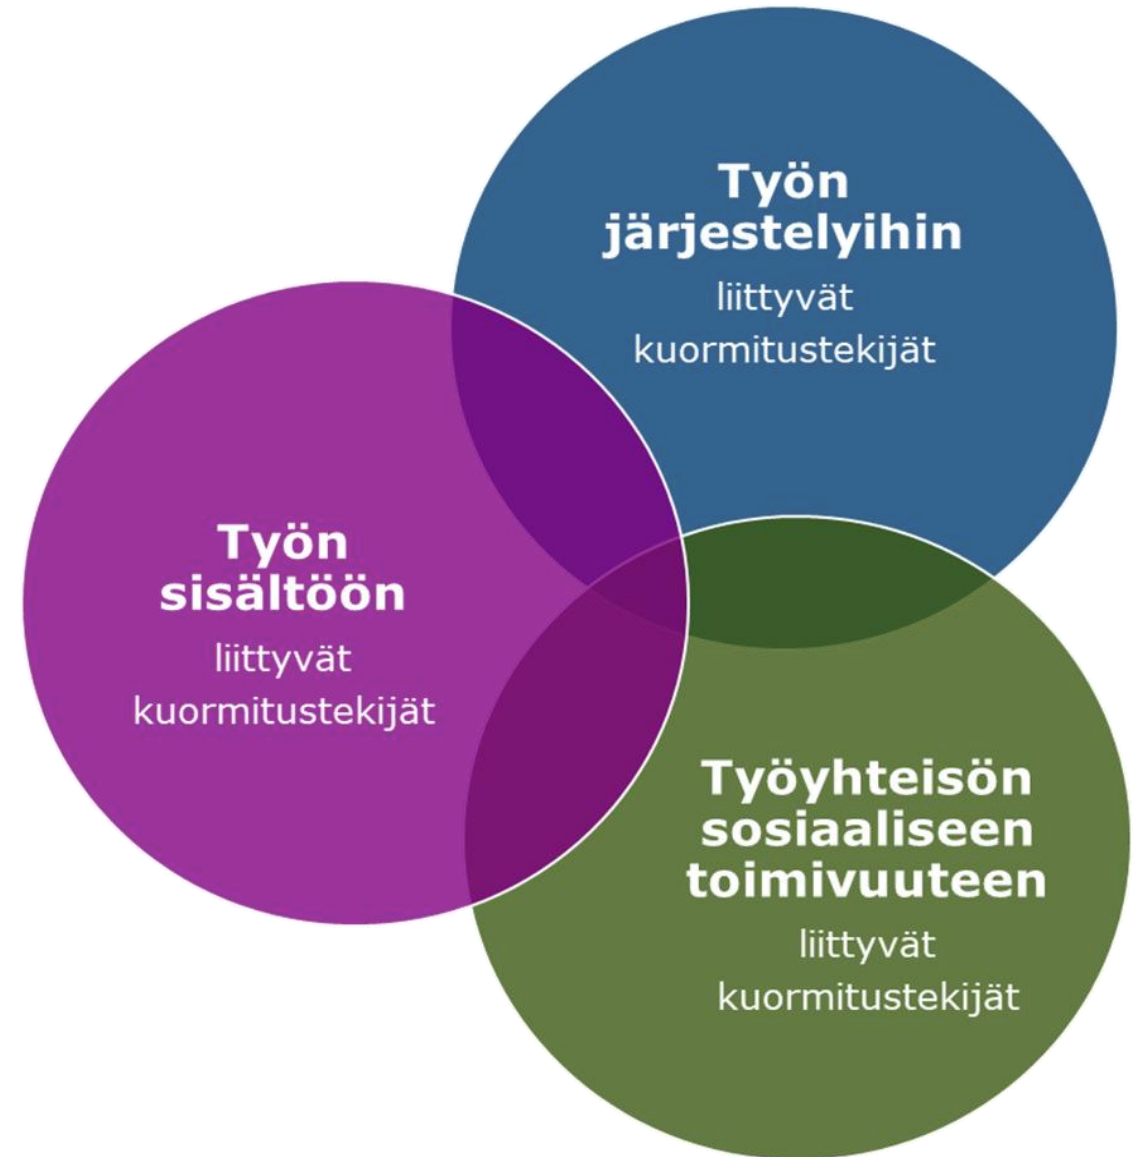 Työn
järjestelyihin
liittyvät
kuormitustekijät
Työn
sisältöön
liittyvät
kuormitustekijät
Työyhteisön
sosiaaliseen
toimivuuteen
liittyvät
kuormitustekijät